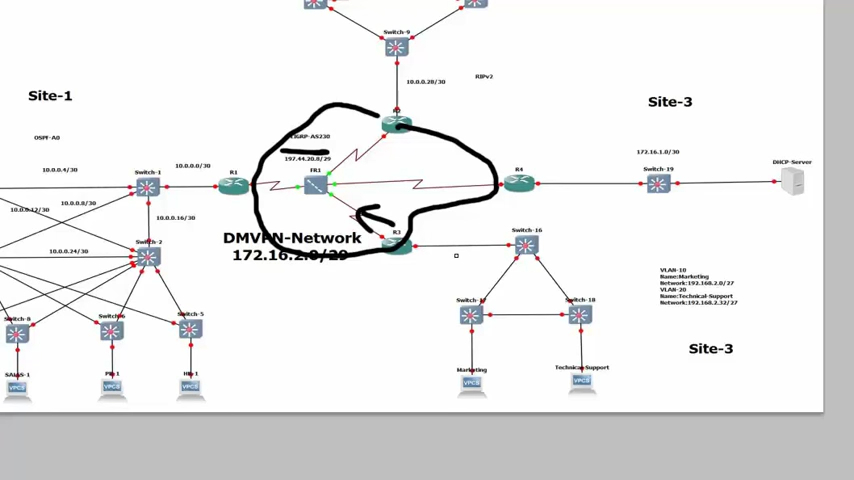 Switch-9
10.0.0.28/30
RIPv2
Site-1
Site-3
EIGRP-AS230
OSPF-A0
197.44.20.8/29
172.16.1.0/30
10.0.0.4/30
Switch-1
10.0.0.0/30
R1
FR1
R4
Switch-19
DHCP-Server
10.0.0.8/30
10.0.0.12/30
10.0.0.16/30
R3
Switch-16
DMVPN-Network
172.16.2.0/29
10.0.0.24/30
Switch-2
VLAN-10
Name:Marketing
Network:192.168.2.0/27
VLAN-20
Name:Technical-Support
Network:192.168.2.32/27
Switch-18
Switch-5
Site-3
Marketing
Technical-Support
VPCS
VPCS
VPCS
VPCS
VPCS